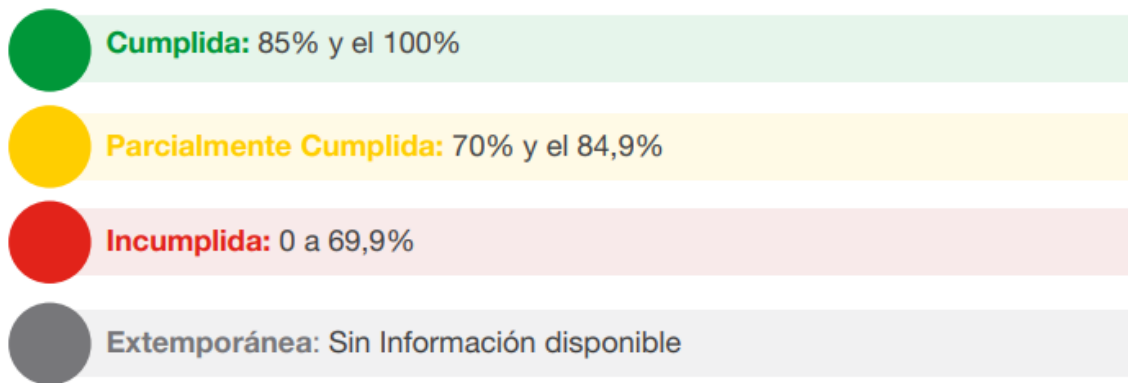 Cumplida: 85% y el 100%
Parcialmente Cumplida: 70% y el 84,9%
Incumplida: 0 a 69,9%
Extemporánea: Sin Información disponible